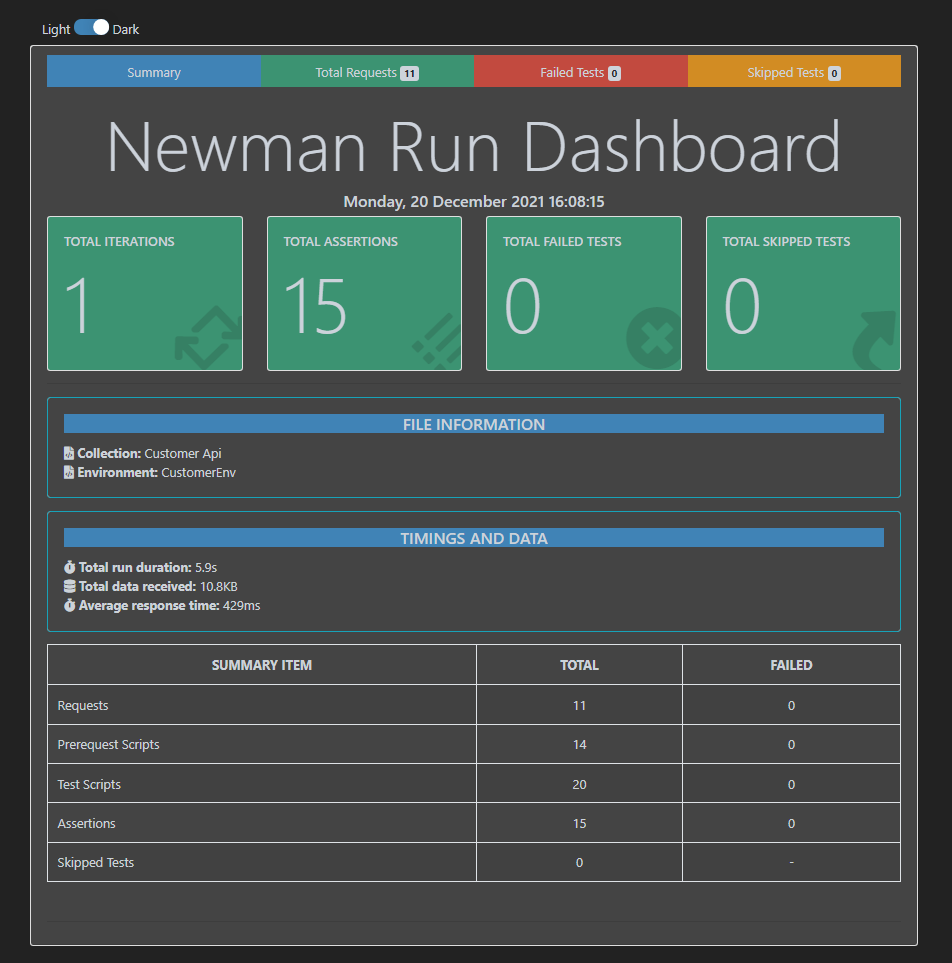 Light Dark
Summary Total Requests 11 Failed Tests 0 Skipped Tests 0
Newman Run Dashboard
Monday, 20 December 2021 16:08:15
TOTAL ITERATIONS TOTAL ASSERTIONS TOTAL FAILED TESTS TOTAL SKIPPED TESTS
1 15 0 0
FILE INFORMATION
Collection: Customer Api
Environment: CustomerEnv
TIMINGS AND DATA
Total run duration: 5.9s
Total data received: 10.8KB
Average response time: 429ms
SUMMARY ITEM TOTAL FAILED
Requests 11 0
Prerequest Scripts 14 0
Test Scripts 20 0
Assertions 15 0
Skipped Tests 0 -